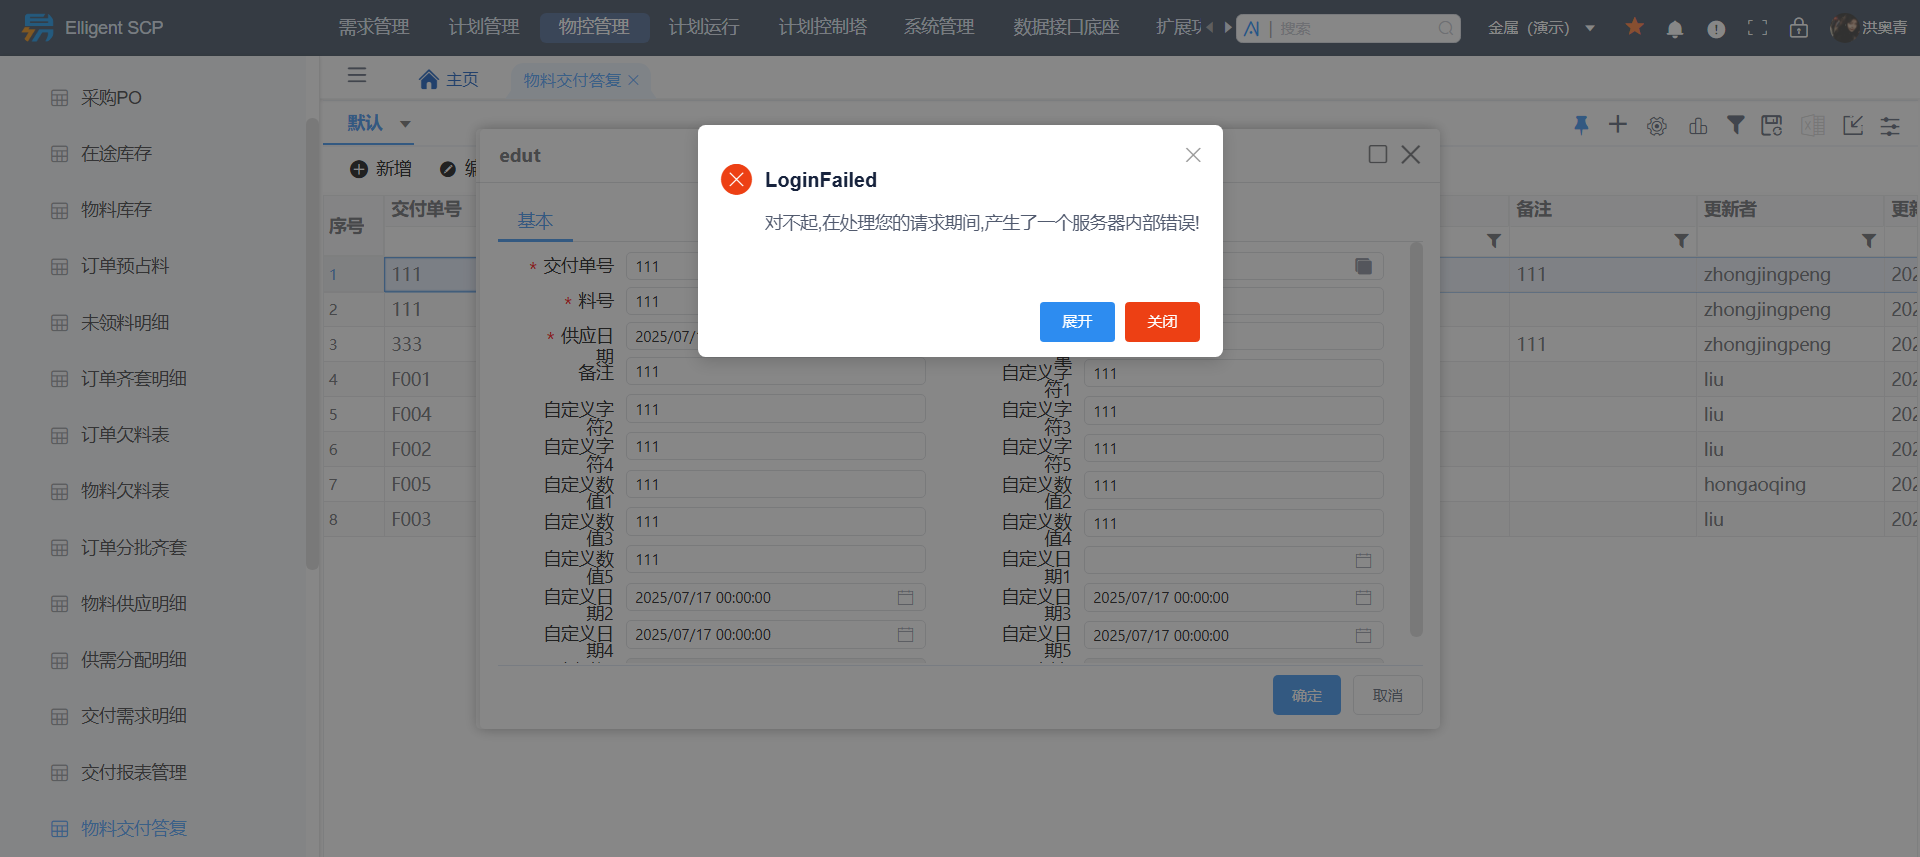 Elligent SCP
需求管理
计划管理
物控管理
计划运行
计划控制塔
系统管理
数据接口底座
扩展
AI
搜索
金属 (演示)
洪奥青
采购PO
在途库存
物料库存
订单预占料
未领料明细
订单齐套明细
订单欠料表
物料欠料表
订单分批齐套
物料供应明细
供需分配明细
交付需求明细
交付报表管理
物料交付答复
主页
物料交付答复
默认
新增
序号
交付单号
备注
更新者
更新
1
111
111
zhongjingpeng
202
2
111
zhongjingpeng
202
3
333
111
zhongjingpeng
202
4
F001
liu
202
5
F004
liu
202
6
F002
liu
202
7
F005
hongaoqing
202
8
F003
liu
202
edut
基本
* 交付单号
111
* 料号
111
* 供应日期
2025/07/
备注
111
自定义字符1
111
自定义字符2
111
自定义字符3
111
自定义字符4
111
自定义字符5
111
自定义数值1
111
自定义数值2
111
自定义数值3
111
自定义数值4
111
自定义数值5
111
自定义日期1
自定义日期2
2025/07/17 00:00:00
自定义日期3
2025/07/17 00:00:00
自定义日期4
2025/07/17 00:00:00
自定义日期5
2025/07/17 00:00:00
确定
取消
LoginFailed
对不起,在处理您的请求期间,产生了一个服务器内部错误!
展开
关闭